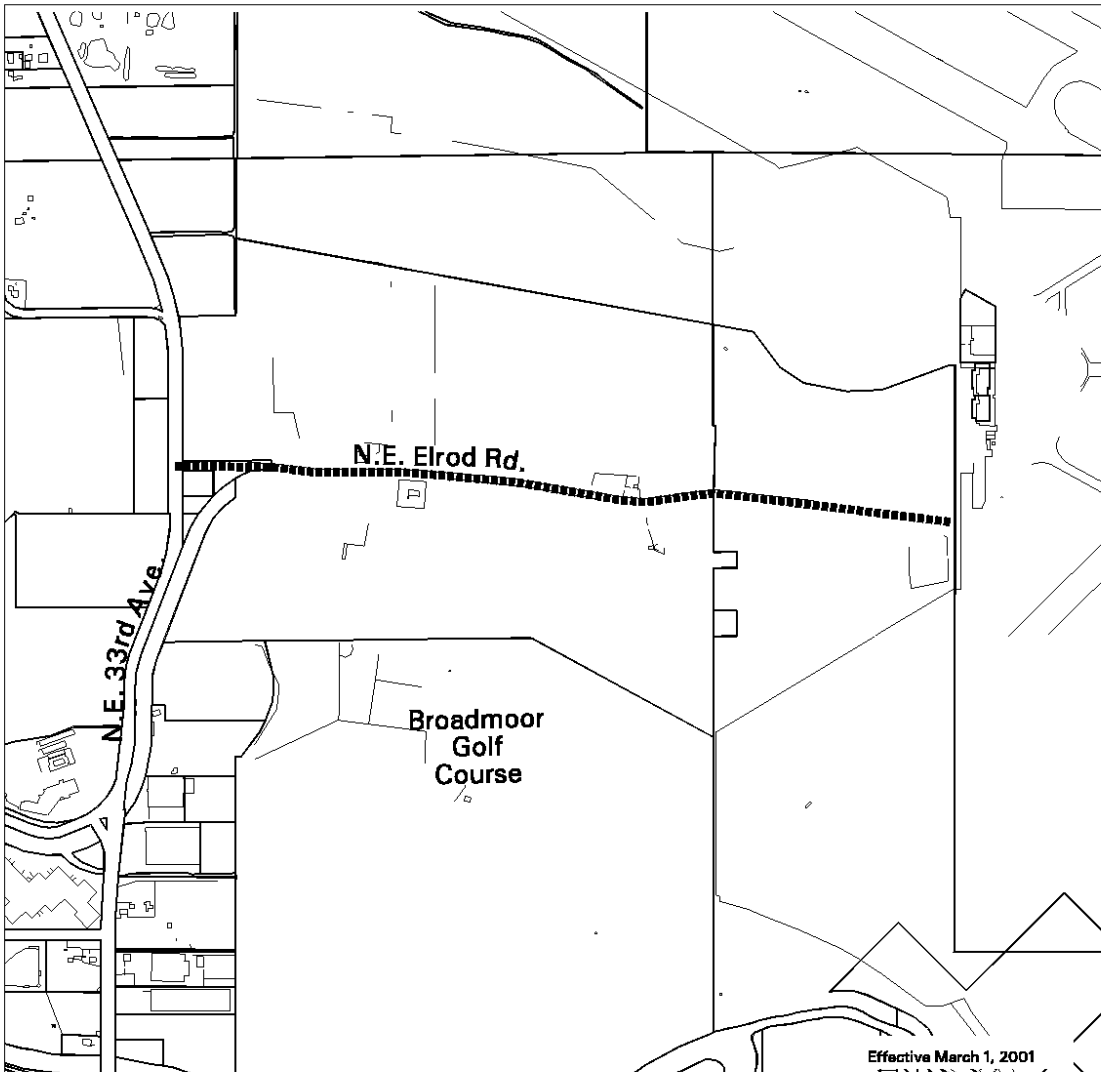 N.E. Elrod Rd.
N.E. 33rd Ave.
Broadmoor
Golf
Course
Effective March 1, 2001